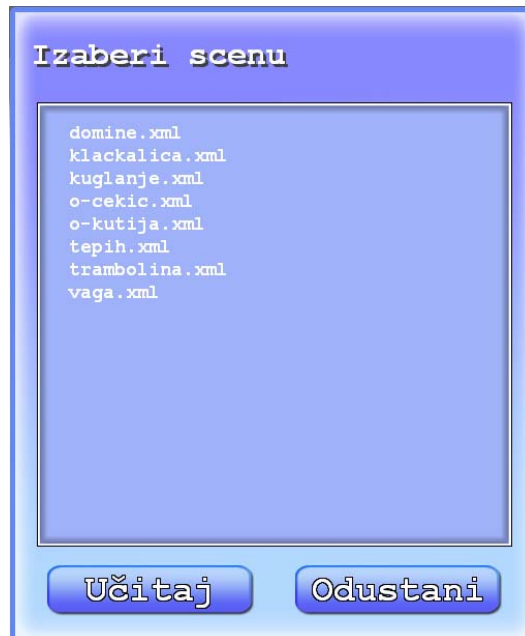 Izaberi scenu
domine.xml
klackalica.xml
kuglanje.xml
o-cekic.xml
o-kutija.xml
tepih.xml
trambolina.xml
vaga.xml
Učitaj
Odustani